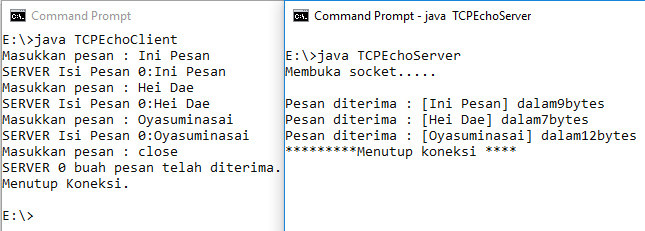 Command Prompt
E:\>java TCPEchoClient
Masukkan pesan : Ini Pesan
SERVER Isi Pesan 0:Ini Pesan
Masukkan pesan : Hei Dae
SERVER Isi Pesan 0:Hei Dae
Masukkan pesan : Oyasuminasai
SERVER Isi Pesan 0:Oyasuminasai
Masukkan pesan : close
SERVER 0 buah pesan telah diterima.
Menutup Koneksi.
E:\>
Command Prompt - java TCPEchoServer
E:\>java TCPEchoServer
Membuka socket.....
Pesan diterima : [Ini Pesan] dalam9bytes
Pesan diterima : [Hei Dae] dalam7bytes
Pesan diterima : [Oyasuminasai] dalam12bytes
*********Menutup koneksi ****